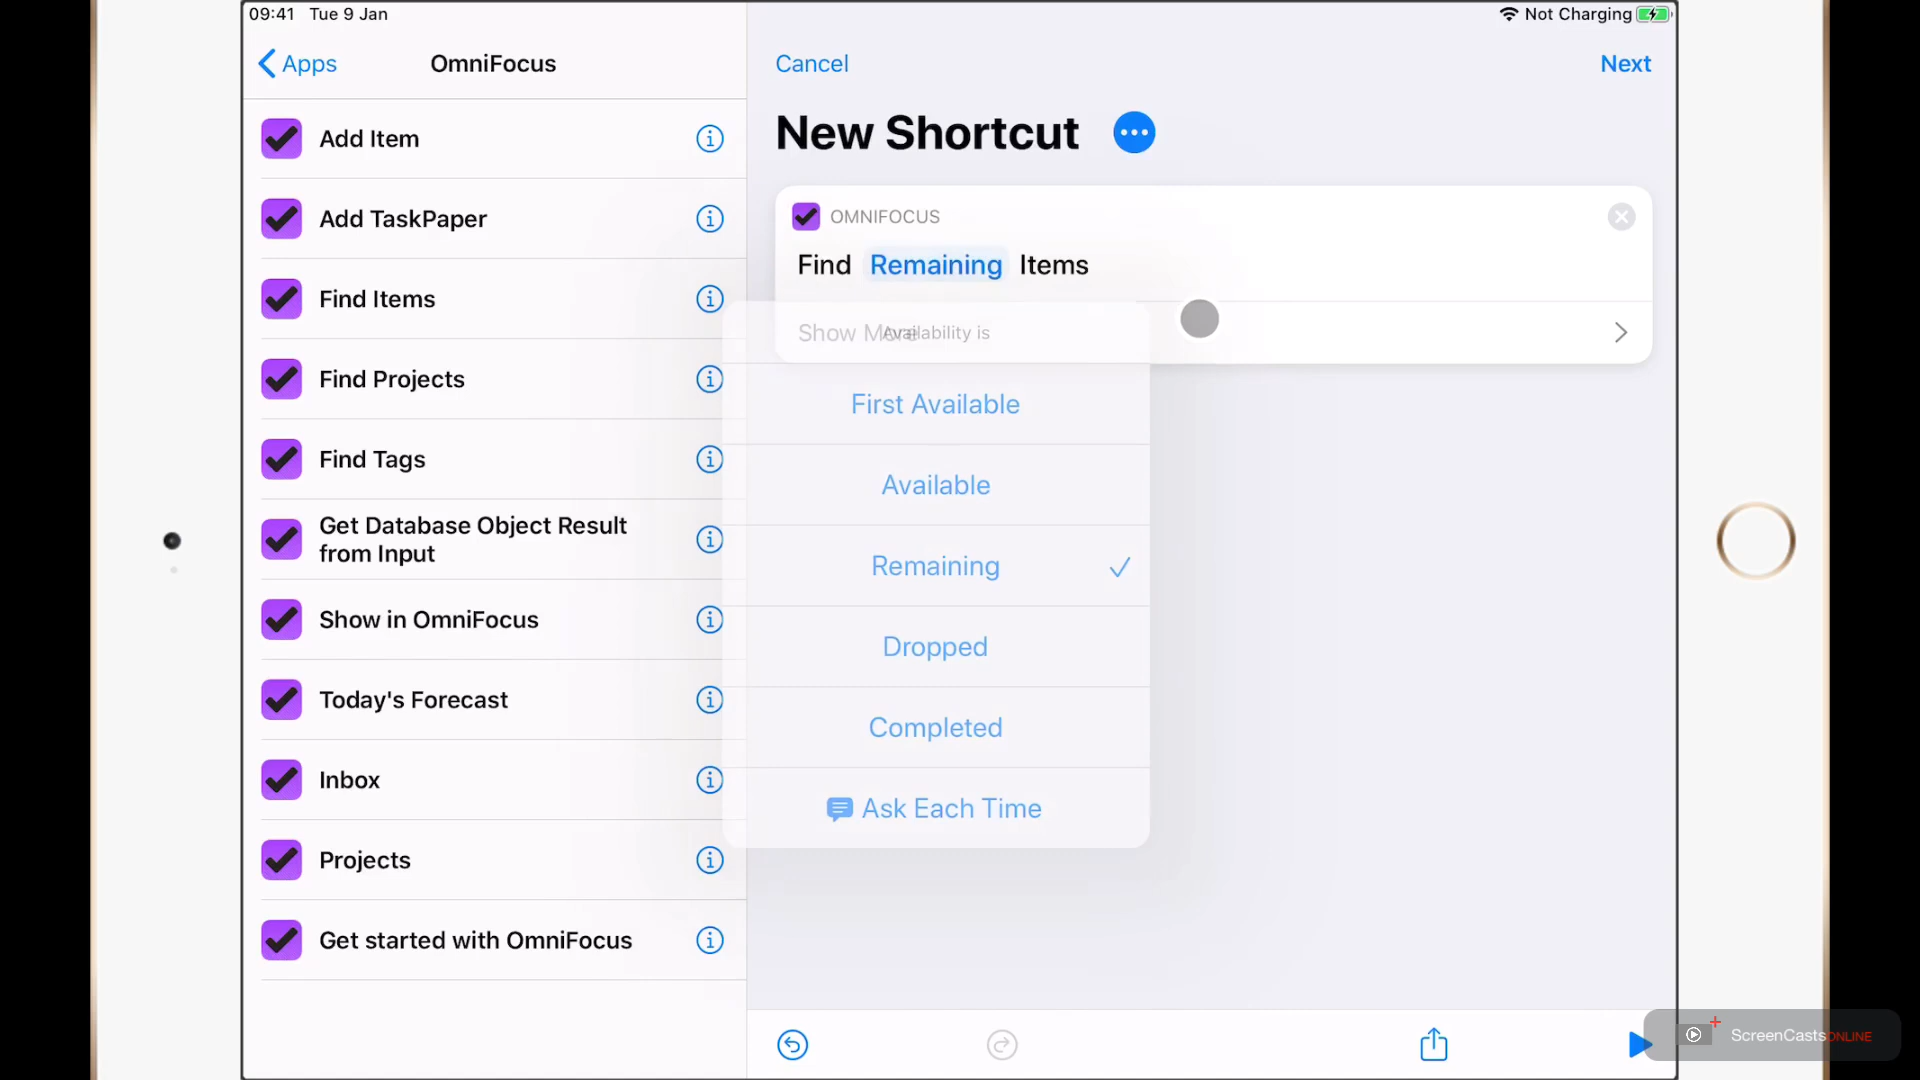 09:41 Tue 9 Jan
Not Charging
Apps
OmniFocus
Cancel
Next
New Shortcut
Add Item
Add TaskPaper
Find Items
Find Projects
Find Tags
Get Database Object Result
from Input
Show in OmniFocus
Today's Forecast
Inbox
Projects
Get started with OmniFocus
OMNIFOCUS
Find Remaining Items
Show More
Availability is
First Available
Available
Remaining
Dropped
Completed
Ask Each Time
ScreenCastsONLINE